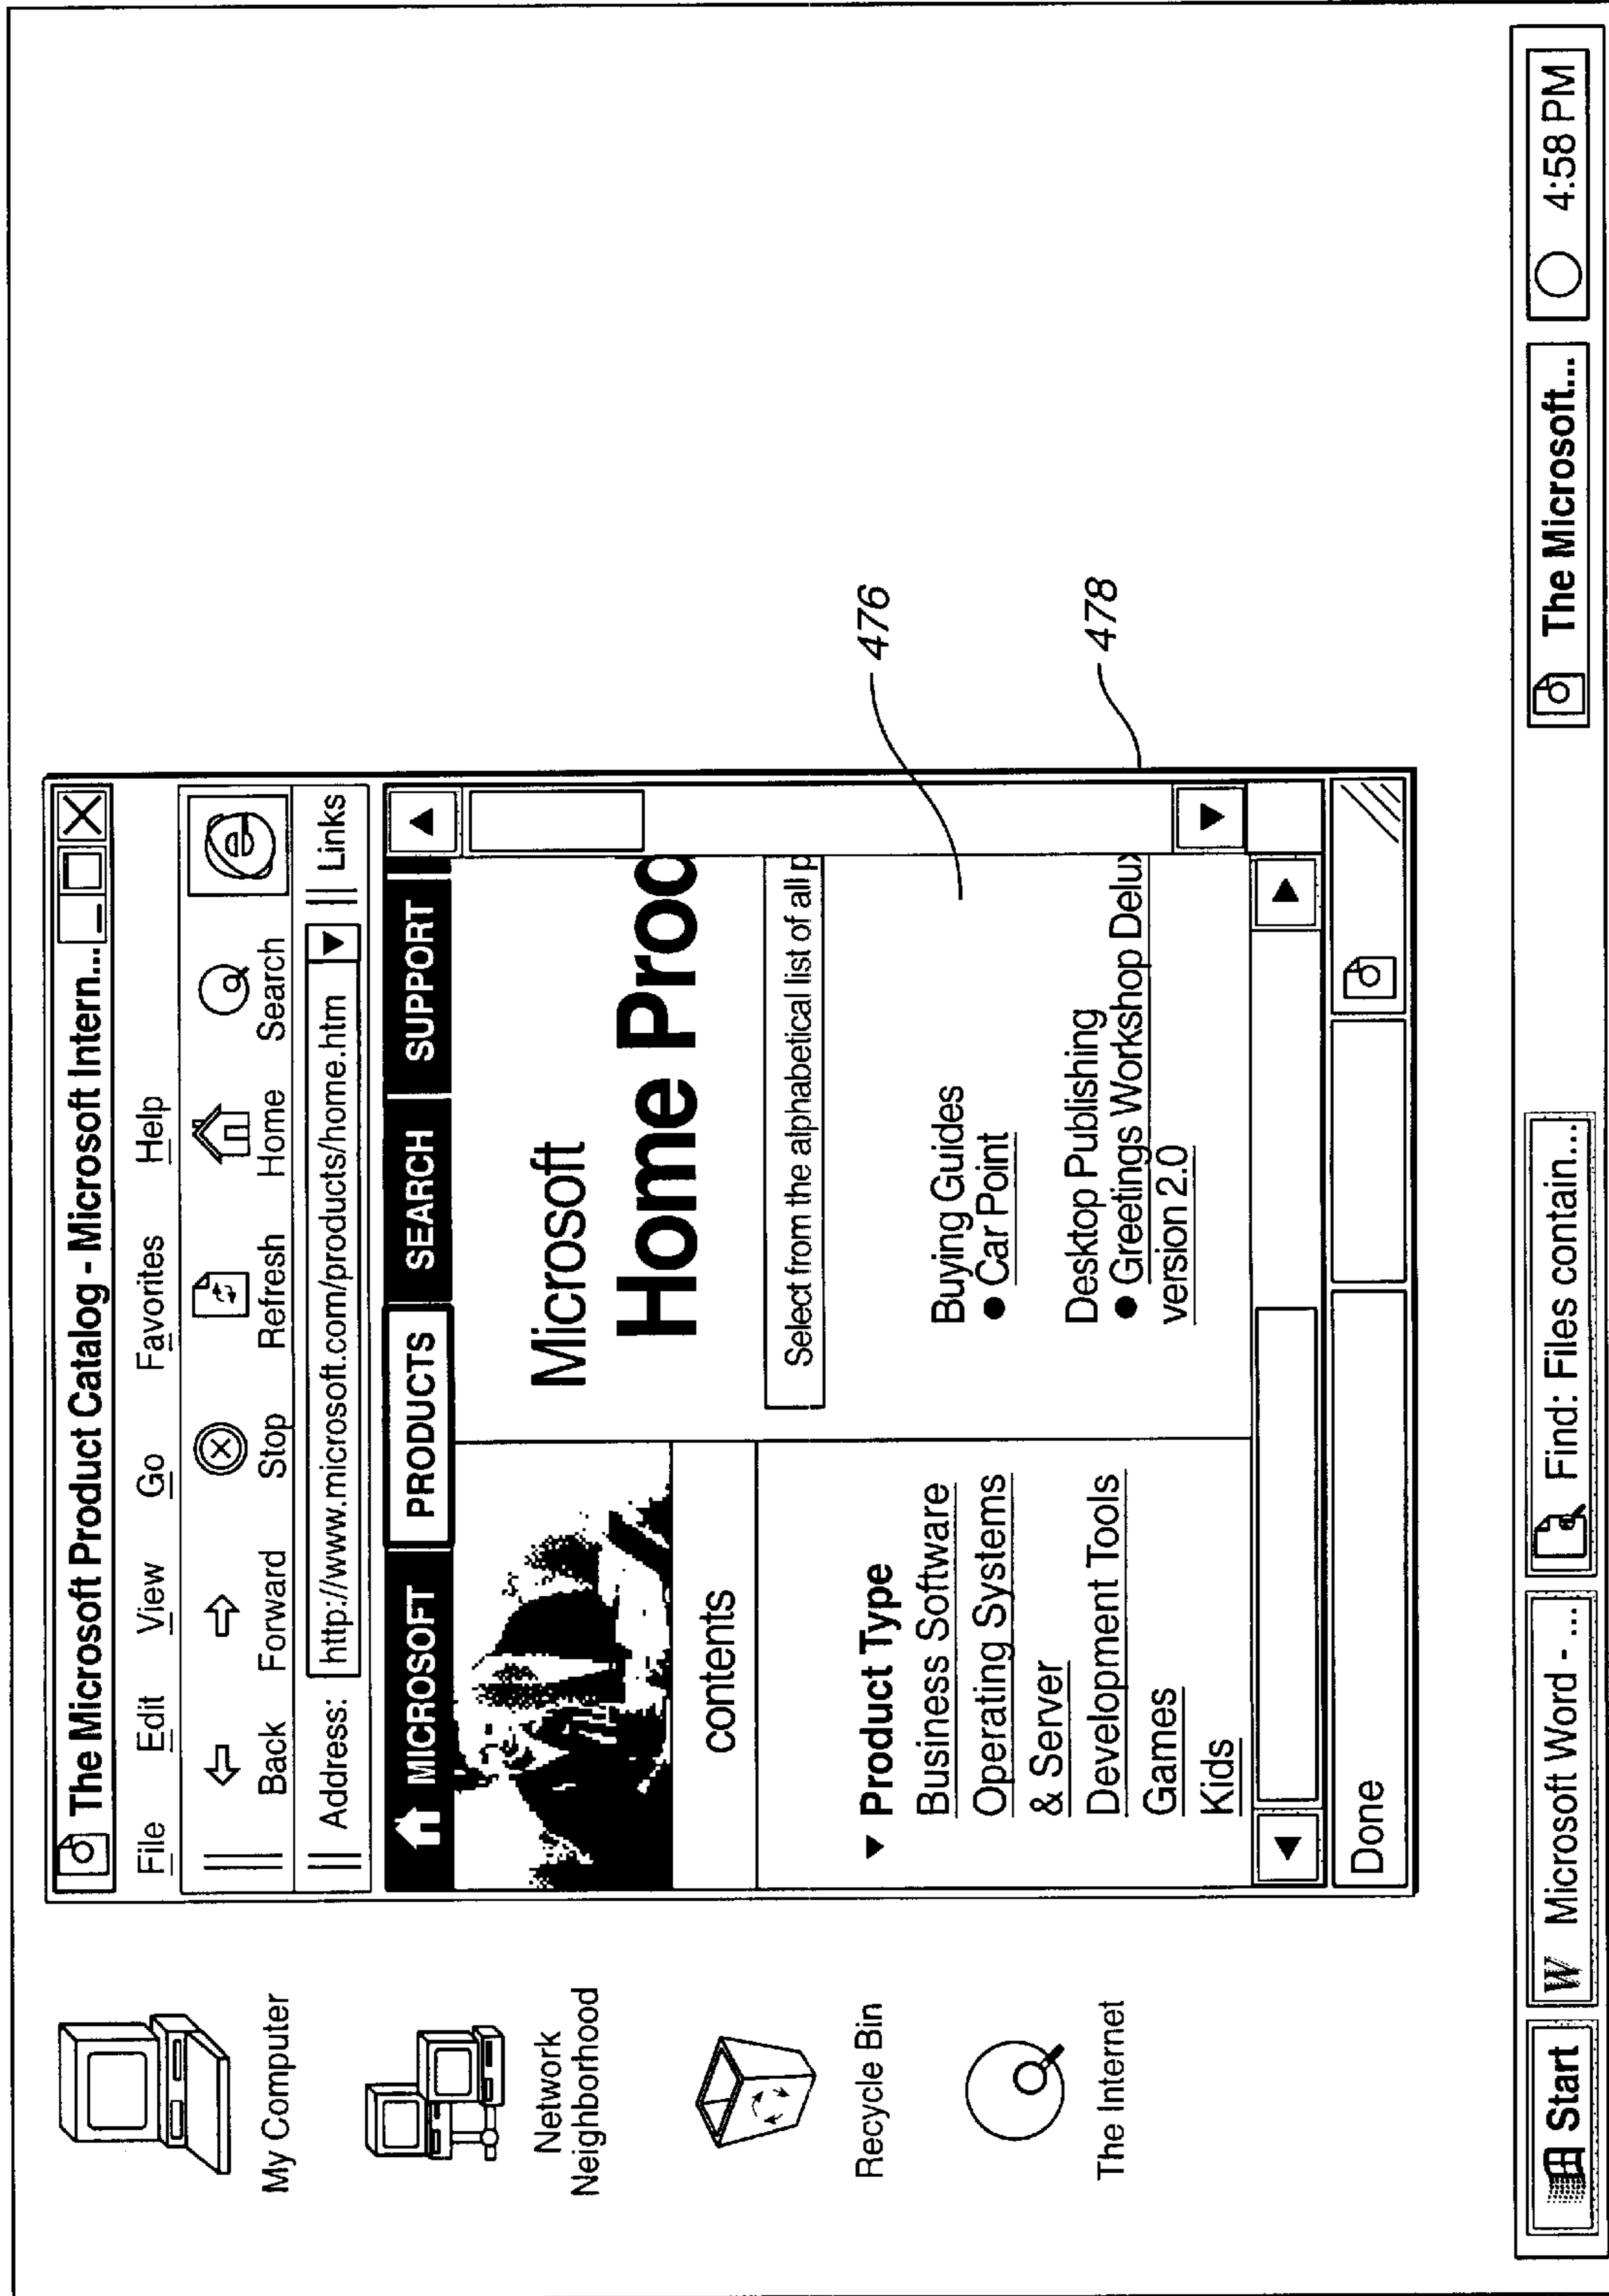 My Computer
Network
Neighborhood
Recycle Bin
The Internet
The Microsoft Product Catalog - Microsoft Intern...
File Edit View Go Favorites Help
Back Forward Stop Refresh Home Search
Address: http://www.microsoft.com/products/home.htm Links
MICROSOFT PRODUCTS SEARCH SUPPORT
contents
Product Type
Business Software
Operating Systems
& Server
Development Tools
Games
Kids
Microsoft
Home Prod
Select from the alphabetical list of all p
Buying Guides
• Car Point
Desktop Publishing
• Greetings Workshop Delux
version 2.0
Done
476
478
Start W Microsoft Word - ... Find: Files contain... The Microsoft... 4:58 PM